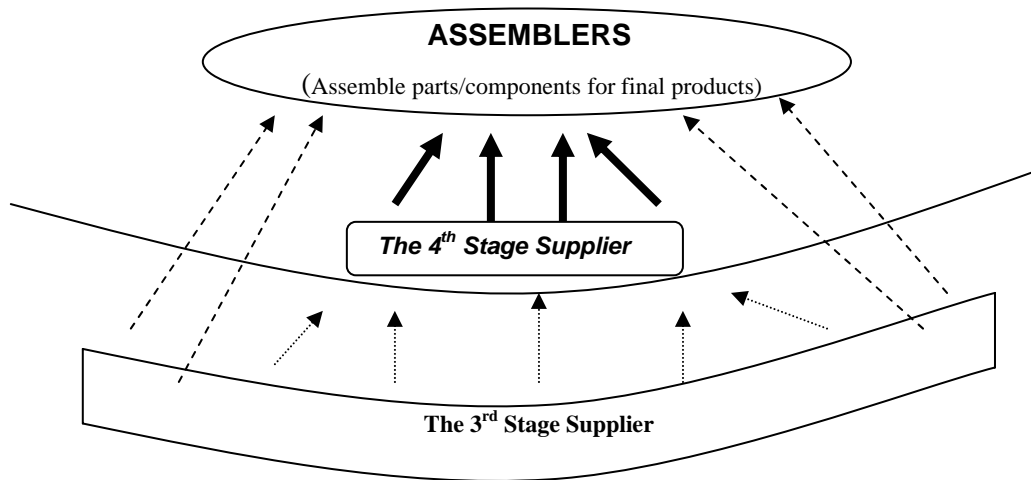 ASSEMBLERS
(Assemble parts/components for final products)
The 4th Stage Supplier
The 3rd Stage Supplier